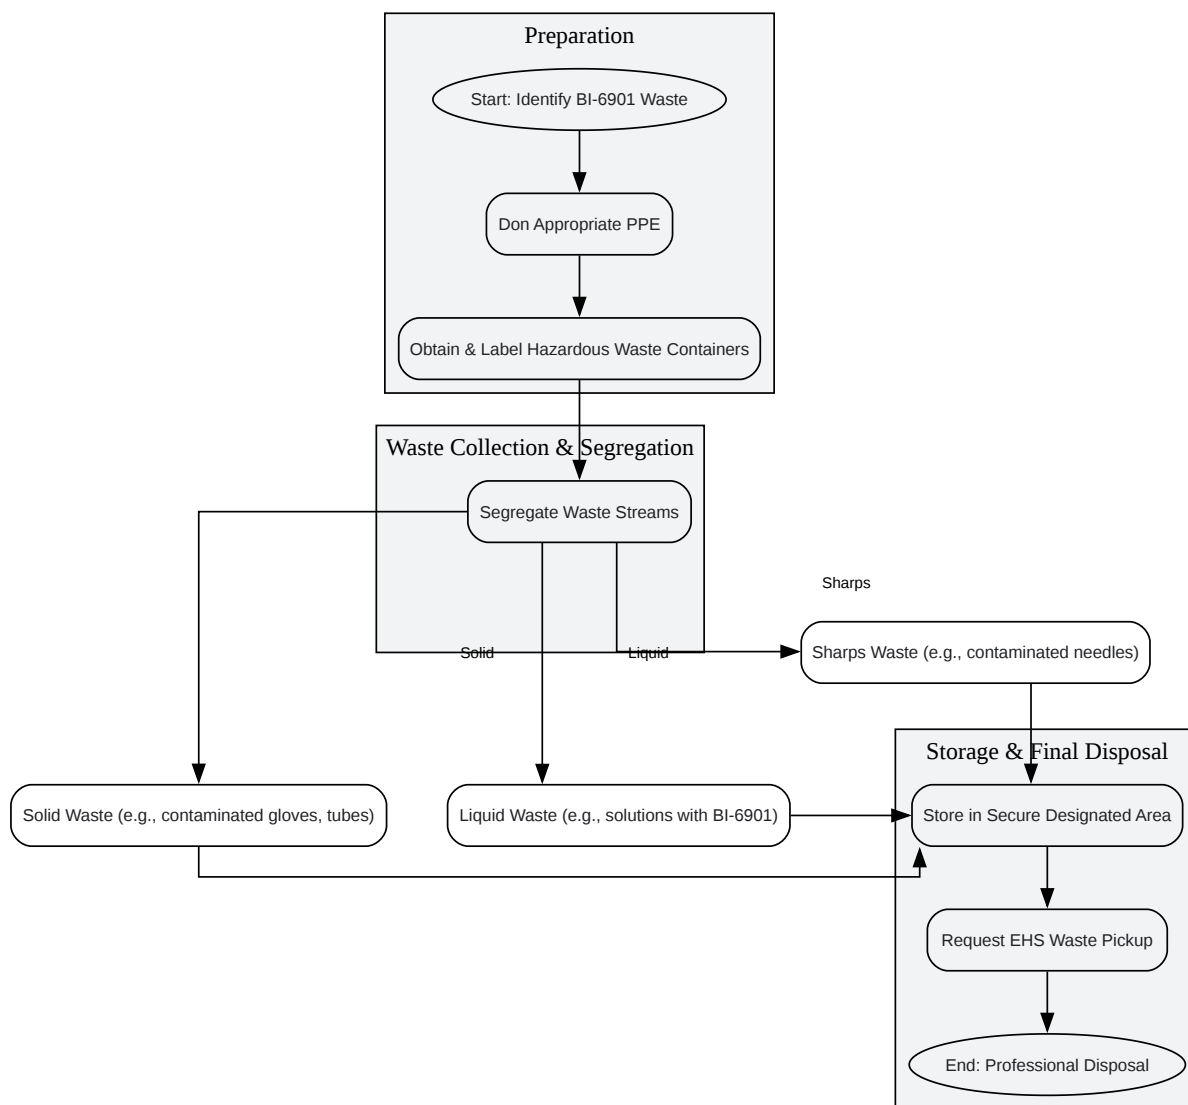 Preparation
Start: Identify BI-6901 Waste
Don Appropriate PPE
Obtain & Label Hazardous Waste Containers
Waste Collection & Segregation
Segregate Waste Streams
Sharps
Solid
Liquid
Sharps Waste (e.g., contaminated needles)
Storage & Final Disposal
Solid Waste (e.g., contaminated gloves, tubes)
Liquid Waste (e.g., solutions with BI-6901)
Store in Secure Designated Area
Request EHS Waste Pickup
End: Professional Disposal